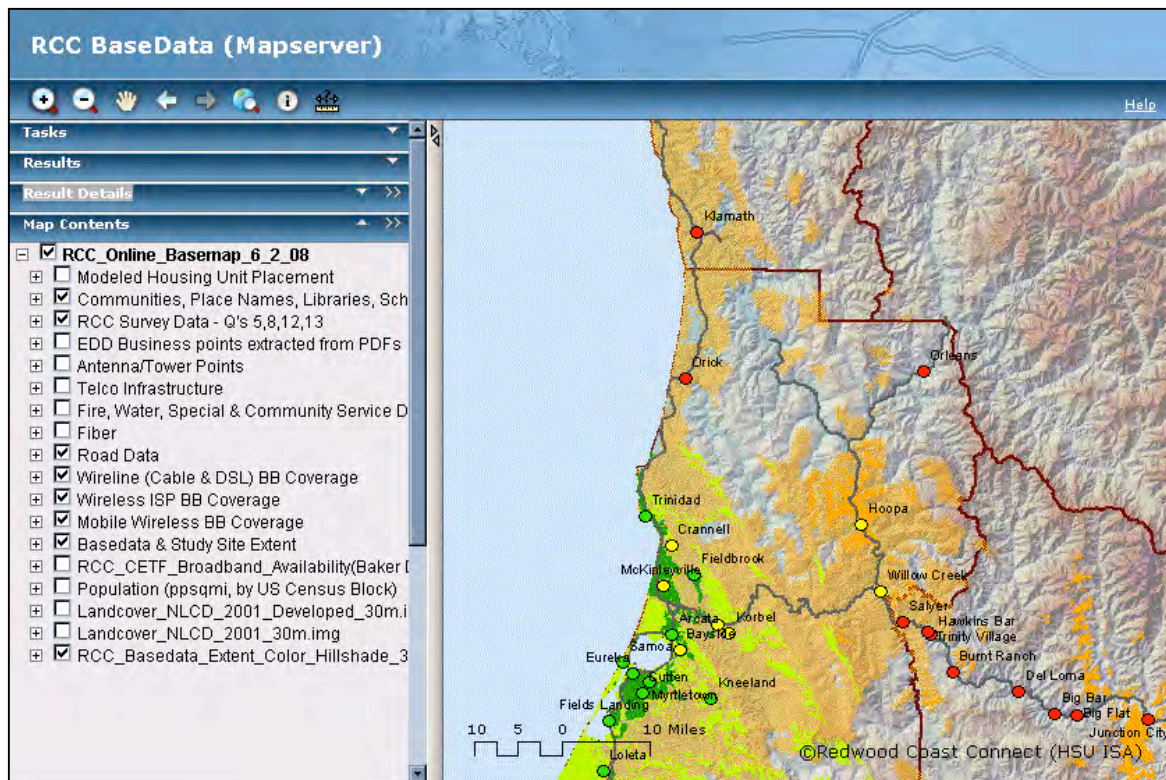 RCC BaseData (Mapserver)
Help
Tasks
Results
Result Details
Map Contents
RCC_Online_Basemap_6_2_08
Modeled Housing Unit Placement
Communities, Place Names, Libraries, Sch
RCC Survey Data - Q's 5,8,12,13
EDD Business points extracted from PDFs
Antenna/Tower Points
Telco Infrastructure
Fire, Water, Special & Community Service D
Fiber
Road Data
Wireline (Cable & DSL) BB Coverage
Wireless ISP BB Coverage
Mobile Wireless BB Coverage
Basedata & Study Site Extent
RCC_CETF_Broadband_Availability(Baker D
Population (ppsqmi, by US Census Block)
Landcover_NLCD_2001_Developed_30m.i
Landcover_NLCD_2001_30m.img
RCC_Basedata_Extent_Color_Hillshade_3
Klamath
Orick
Orleans
Trinidad
Crannell
Hoopa
Fieldbrook
McKinleyville
Willow Creek
Salyer
Korbel
Arcata
Hawkins Bar
Bayside
Trinity Village
Samoa
Burnt Ranch
Eureka
Cutten
Kneeland
Del Loma
Myrtletown
Big Bar
Fields Landing
Big Flat
Junction City
10 5 0 10 Miles
Loleta
©Redwood Coast Connect (HSU ISA)